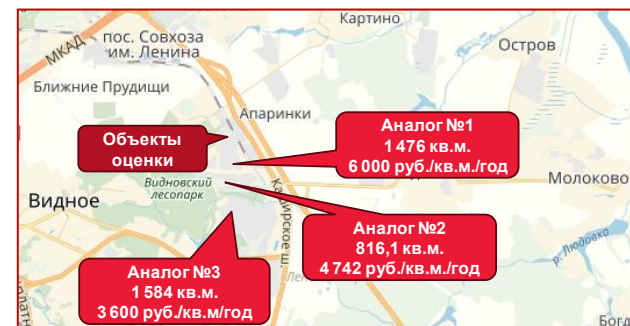 Картино
пос. Совхоза
им. Ленина
МКАД
Остров
Ближние Прудищи
Апаринки
Аналог №1
1 476 кв.м.
6 000 руб./кв.м./год
Объекты
оценки
Видновский
лесопарк
Каширское ш.
Молоково
Видное
Аналог №2
816,1 кв.м.
4 742 руб./кв.м./год
р. Людовка
Аналог №3
1 584 кв.м.
3 600 руб./кв.м/год
Богд